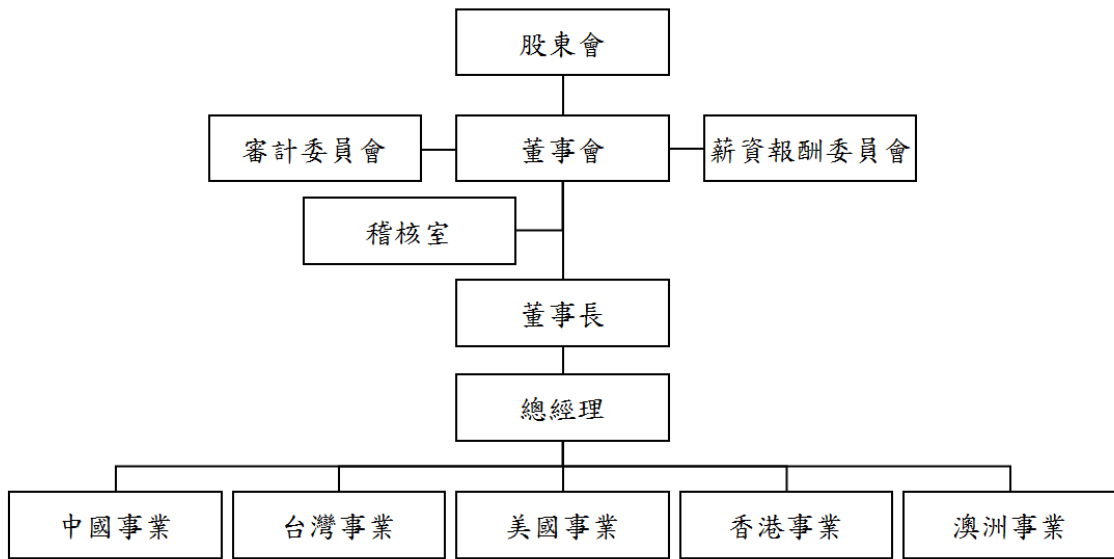 股東會
審計委員會
董事會
薪資報酬委員會
稽核室
董事長
總經理
中國事業
台灣事業
美國事業
香港事業
澳洲事業